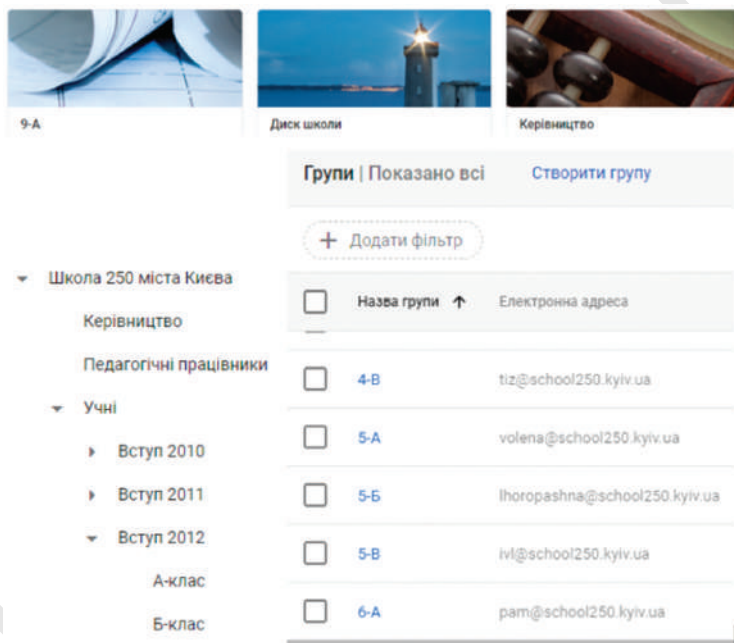 9-А
Диск школи
Керівництво
Групи | Показано всі
Створити групу
+ Додати фільтр
Школа 250 міста Києва
Керівництво
Педагогічні працівники
Учні
Вступ 2010
Вступ 2011
Вступ 2012
А-клас
Б-клас
Назва групи ↑
Електронна адреса
4-В
tiz@school250.kyiv.ua
5-А
volena@school250.kyiv.ua
5-Б
lhoropashna@school250.kyiv.ua
5-В
ivl@school250.kyiv.ua
6-А
pam@school250.kyiv.ua